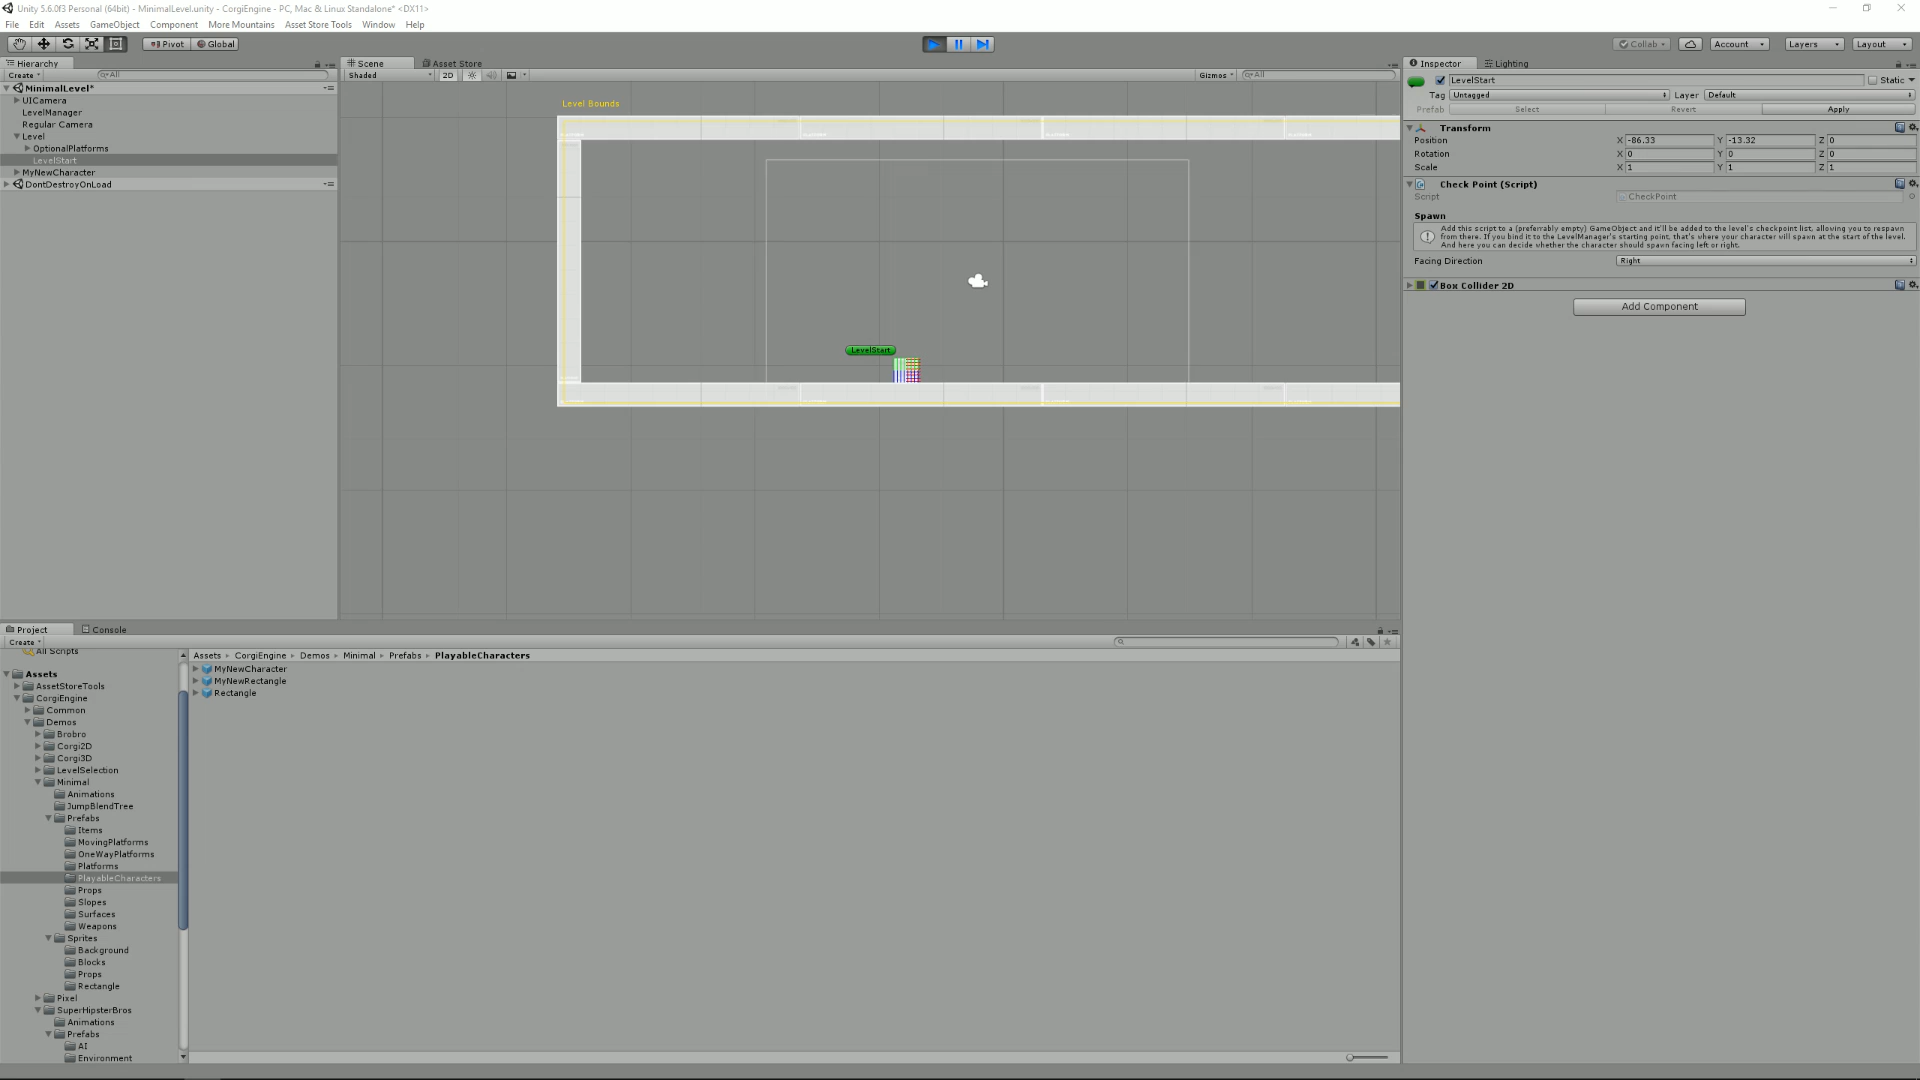 Unity 5.6.0f3 Personal (64bit) - MinimalLevel.unity - CorgiEngine - PC, Mac & Linux Standalone* <DX11>
File Edit Assets GameObject Component More Mountains Asset Store Tools Window Help
Pivot Global Collab Account Layers Layout
Hierarchy Scene Asset Store Inspector Lighting
Create All Shaded 2D Gizmos All
LevelStart Static
MinimalLevel*
UICamera
LevelManager
Regular Camera
Level
OptionalPlatforms
LevelStart
MyNewCharacter
DontDestroyOnLoad
Level Bounds
LevelStart
Tag Untagged Layer Default
Prefab Select Revert Apply
Transform
Position X -86.33 Y -13.32 Z 0
Rotation X 0 Y 0 Z 0
Scale X 1 Y 1 Z 1
Check Point (Script)
Script CheckPoint
Spawn
Add this script to a (preferrably empty) GameObject and it'll be added to the level's checkpoint list, allowing you to respawn
from there. If you bind it to the LevelManager's starting point, that's where your character will spawn at the start of the level.
And here you can decide whether the character should spawn facing left or right.
Facing Direction Right
Box Collider 2D
Add Component
Project Console
Create
All Scripts
Assets
AssetStoreTools
CorgiEngine
Common
Demos
Brobro
Corgi2D
Corgi3D
LevelSelection
Minimal
Animations
JumpBlendTree
Prefabs
Items
MovingPlatforms
OneWayPlatforms
Platforms
PlayableCharacters
Props
Slopes
Surfaces
Weapons
Sprites
Background
Blocks
Props
Rectangle
Pixel
SuperHipsterBros
Animations
Prefabs
AI
Environment
Assets CorgiEngine Demos Minimal Prefabs PlayableCharacters
MyNewCharacter
MyNewRectangle
Rectangle